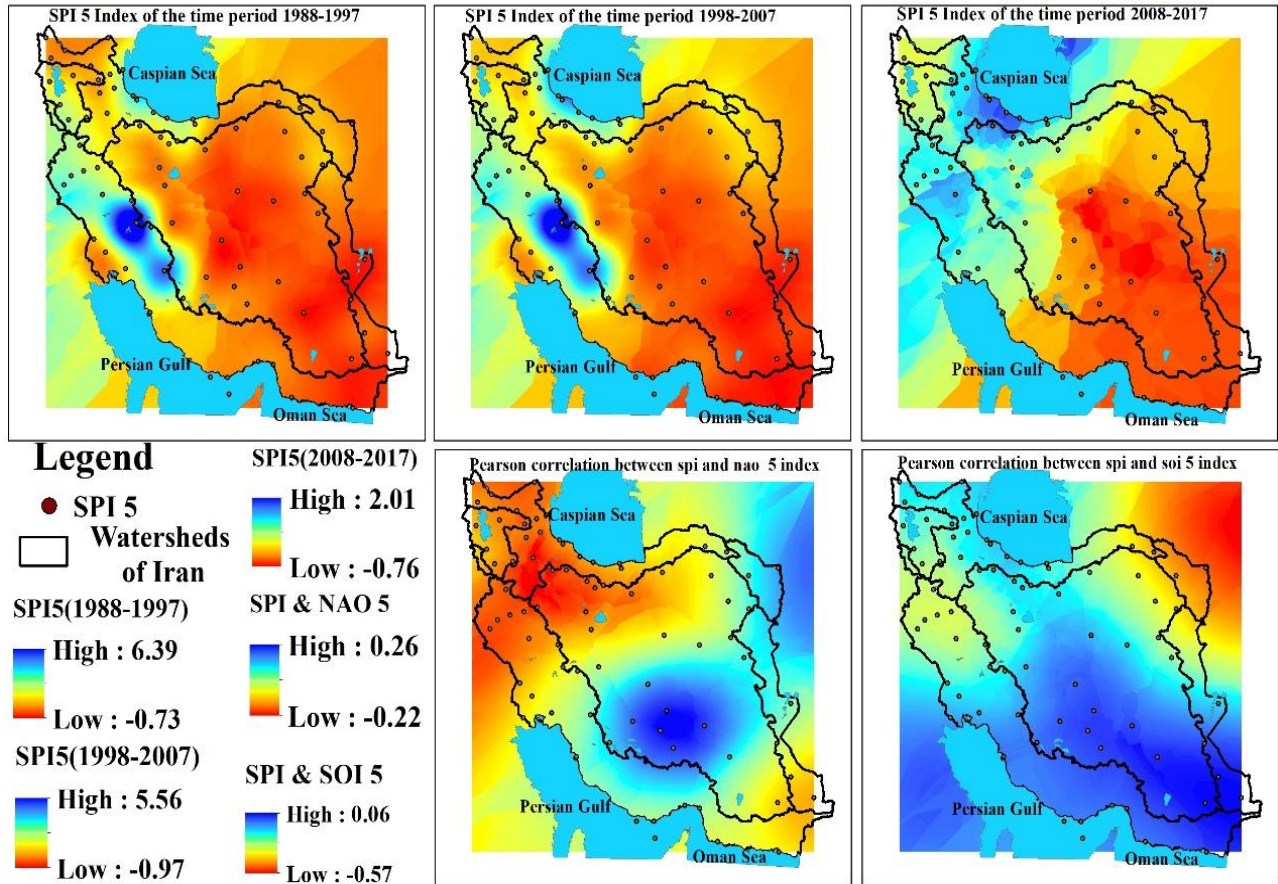 SPI 5 Index of the time period 1988-1997
Caspian Sea
Persian Gulf
Oman Sea
SPI 5 Index of the time period 1998-2007
Caspian Sea
Persian Gulf
Oman Sea
SPI 5 Index of the time period 2008-2017
Caspian Sea
Persian Gulf
Oman Sea
Legend
SPI 5
Watersheds
of Iran
SPI5(1988-1997)
High : 6.39
Low : -0.73
SPI5(1998-2007)
High : 5.56
Low : -0.97
SPI5(2008-2017)
High : 2.01
Low : -0.76
SPI & NAO 5
High : 0.26
Low : -0.22
SPI & SOI 5
High : 0.06
Low : -0.57
Pearson correlation between spi and nao 5 index
Caspian Sea
Persian Gulf
Oman Sea
Pearson correlation between spi and soi 5 index
Caspian Sea
Persian Gulf
Oman Sea